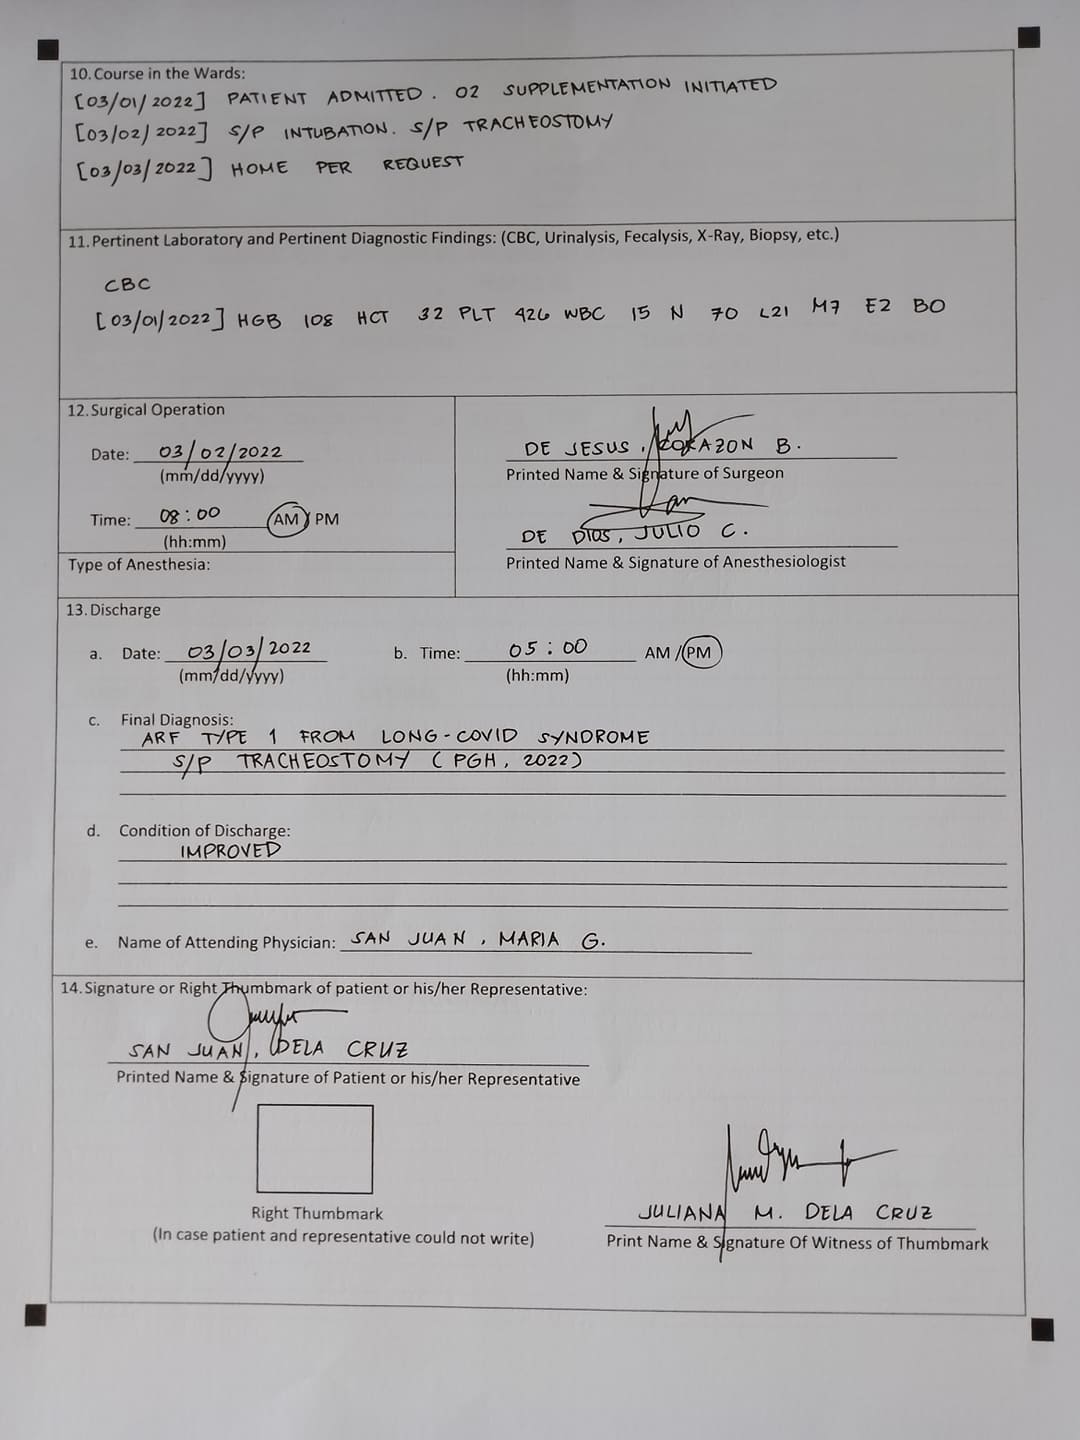 10. Course in the Wards:
[03/01/2022] PATIENT ADMITTED. O2 SUPPLEMENTATION INITIATED
[03/02/2022] S/P INTUBATION. S/P TRACHEOSTOMY
[03/03/2022] HOME PER REQUEST
11. Pertinent Laboratory and Pertinent Diagnostic Findings: (CBC, Urinalysis, Fecalysis, X-Ray, Biopsy, etc.)
CBC
[03/01/2022] HGB 108 HCT 32 PLT 426 WBC 15 N 70 L21 M7 E2 B0
12. Surgical Operation
Date: 03/02/2022
(mm/dd/yyyy)
Time: 08:00 AM / PM
(hh:mm)
Type of Anesthesia:
DE JESUS, CORAZON B.
Printed Name & Signature of Surgeon
DE DIOS, JULIO C.
Printed Name & Signature of Anesthesiologist
13. Discharge
a. Date: 03/03/2022 b. Time: 05:00 AM / PM
(mm/dd/yyyy) (hh:mm)
c. Final Diagnosis:
ARF TYPE 1 FROM LONG-COVID SYNDROME
S/P TRACHEOSTOMY (PGH, 2022)
d. Condition of Discharge:
IMPROVED
e. Name of Attending Physician: SAN JUAN, MARIA G.
14. Signature or Right Thumbmark of patient or his/her Representative:
SAN JUAN, DELA CRUZ
Printed Name & Signature of Patient or his/her Representative
Right Thumbmark
(In case patient and representative could not write)
JULIANA M. DELA CRUZ
Print Name & Signature Of Witness of Thumbmark